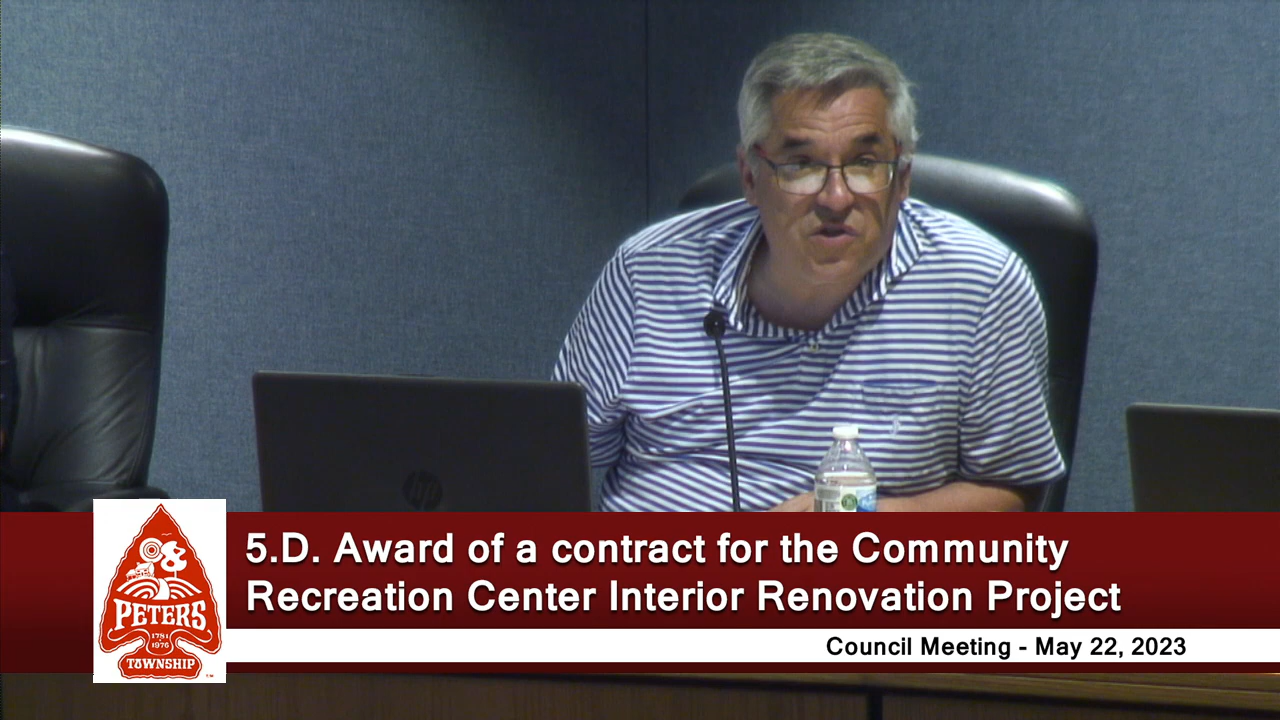 hp
5.D. Award of a contract for the Community
Recreation Center Interior Renovation Project
PETERS
1781
1976
TOWNSHIP
TM
Council Meeting - May 22, 2023